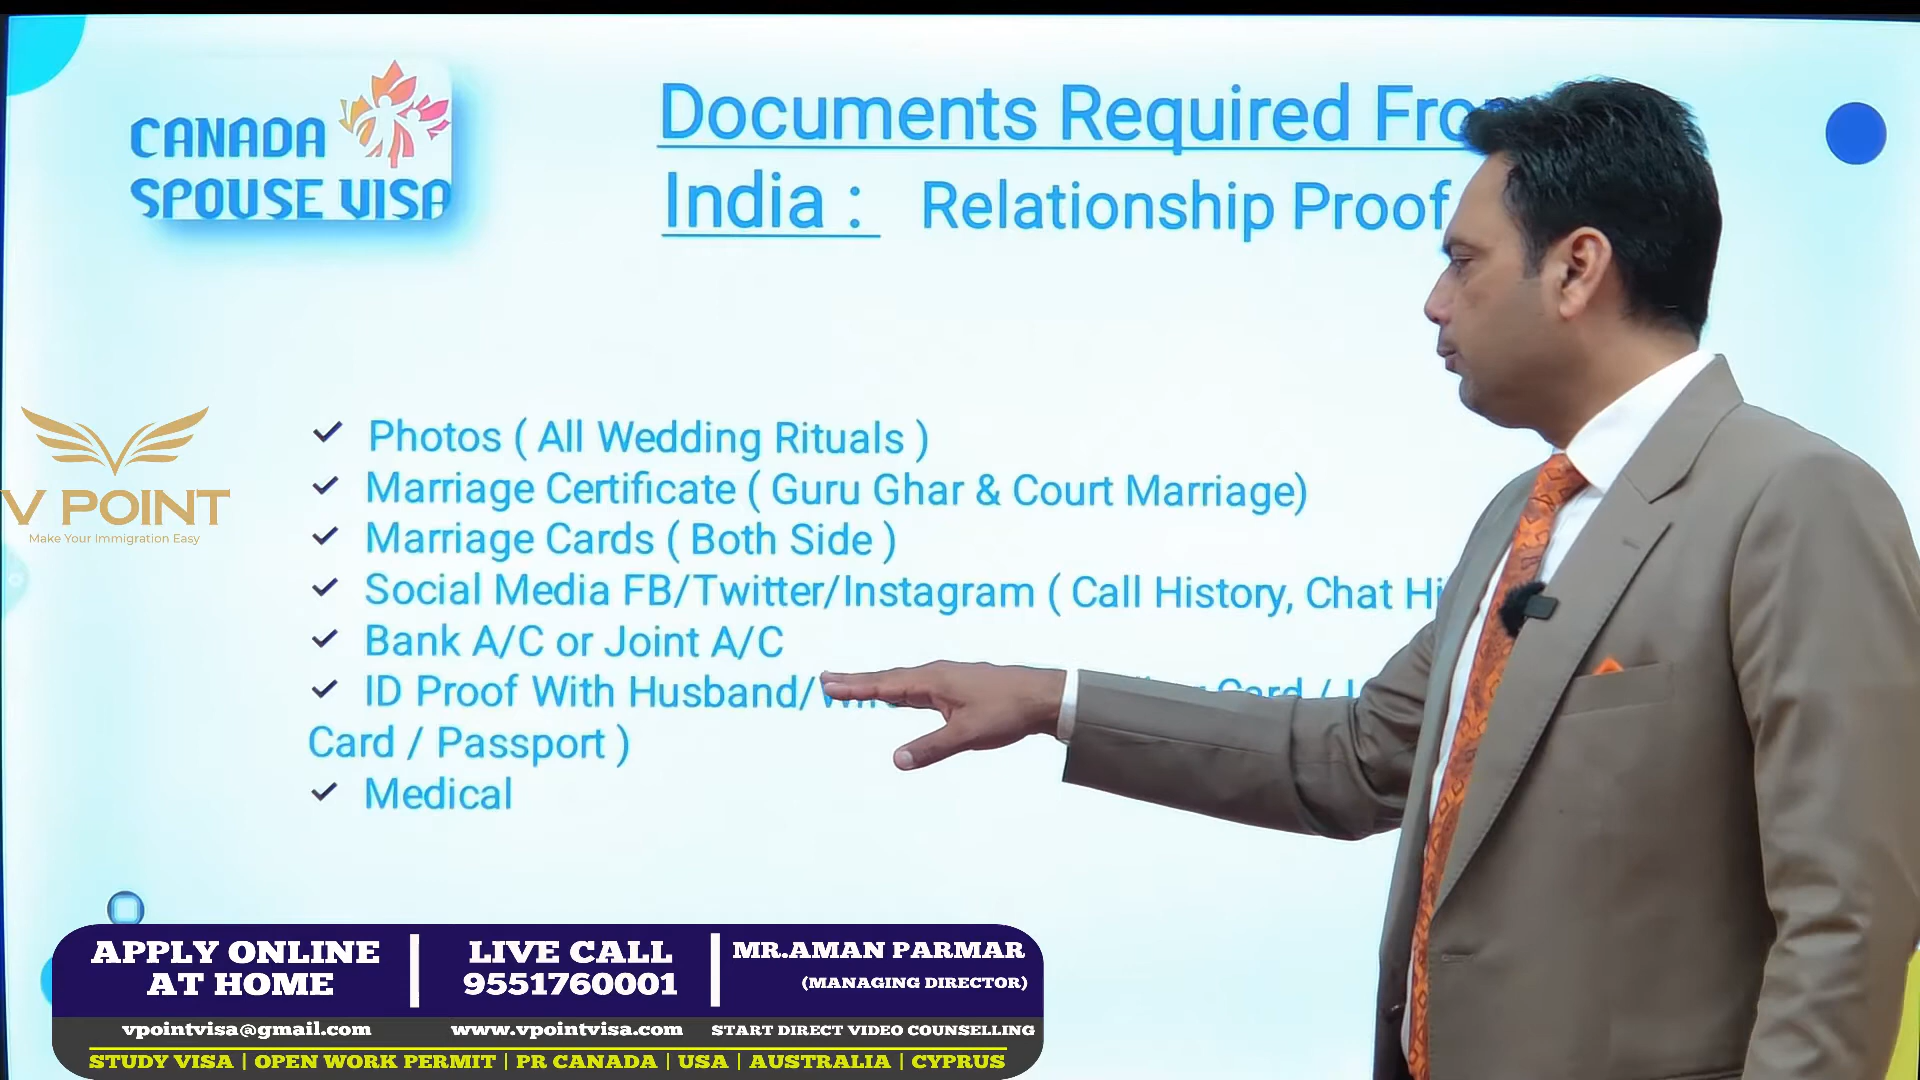 CANADA
SPOUSE VISA
Documents Required
India : Relationship Proof
Photos ( All Wedding Rituals )
Marriage Certificate ( Guru Ghar & Court Marriage)
Marriage Cards ( Both Side )
Social Media FB/Twitter/Instagram ( Call History, Chat
Bank A/C or Joint A/C
ID Proof With Husband/ Card /
Card / Passport )
Medical
V POINT
Make Your Immigration Easy
APPLY ONLINE
AT HOME
LIVE CALL
9551760001
MR.AMAN PARMAR
(MANAGING DIRECTOR)
vpointvisa@gmail.com
www.vpointvisa.com
START DIRECT VIDEO COUNSELLING
STUDY VISA | OPEN WORK PERMIT | PR CANADA | USA | AUSTRALIA | CYPRUS